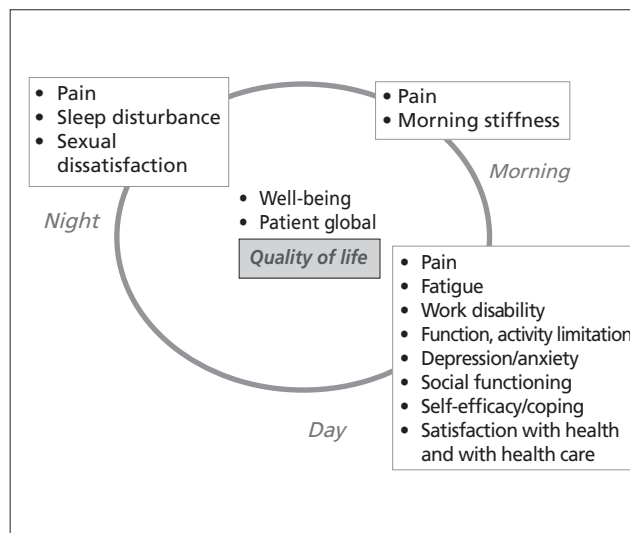 • Pain
• Sleep disturbance
• Sexual
dissatisfaction
• Pain
• Morning stiffness
Morning
Night
• Well-being
• Patient global
Quality of life
• Pain
• Fatigue
• Work disability
• Function, activity limitation
• Depression/anxiety
• Social functioning
• Self-efficacy/coping
• Satisfaction with health
and with health care
Day